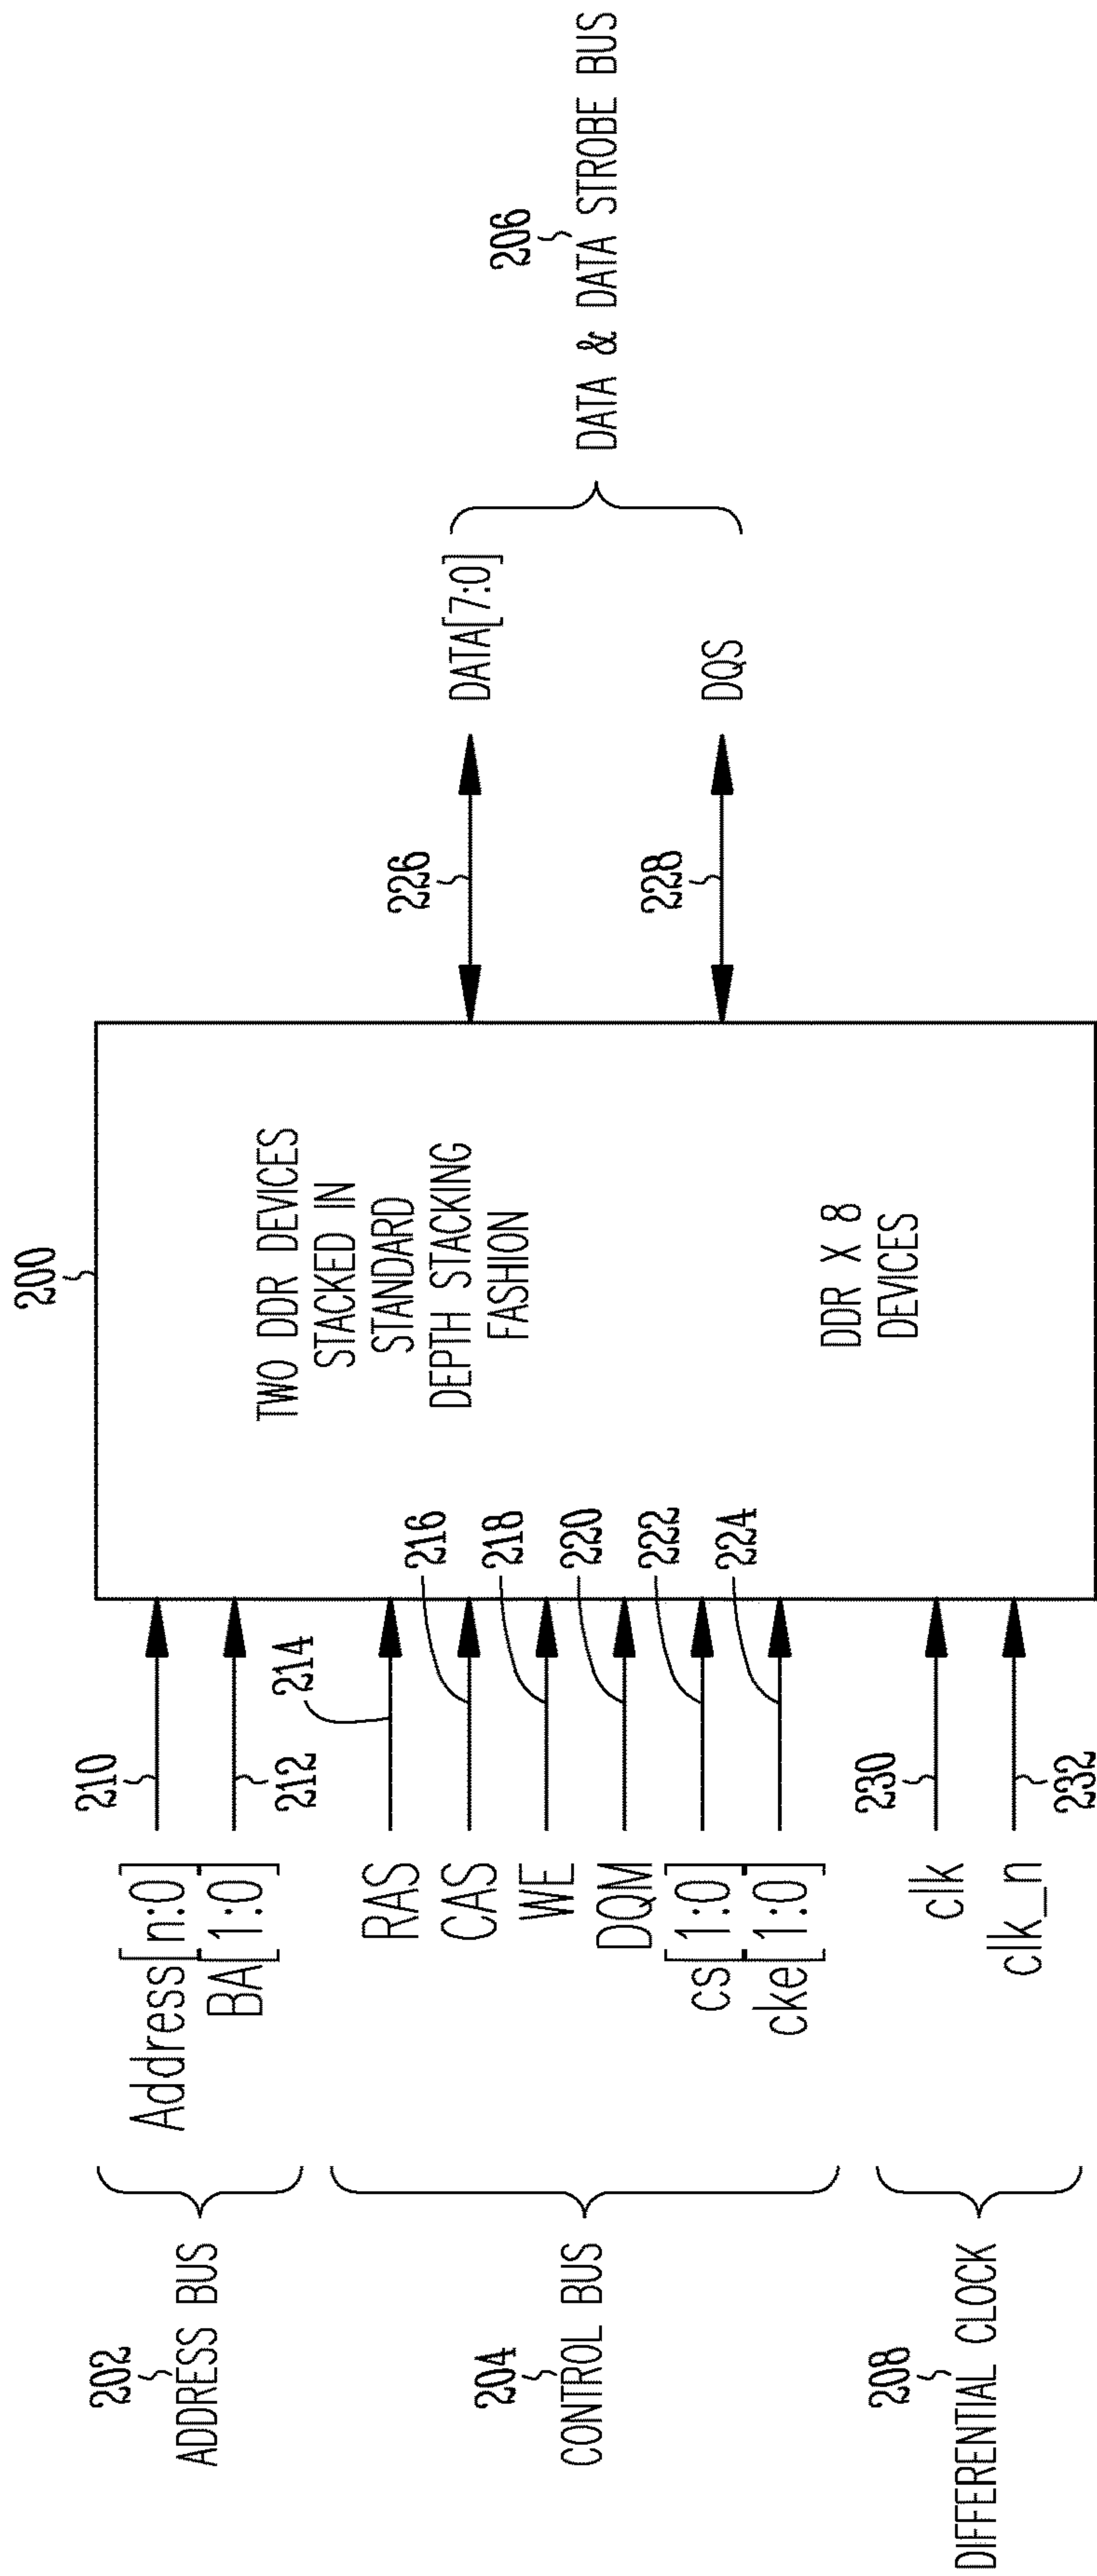 200
202
ADDRESS BUS
Address[n:0]
210
BA[1:0]
212
204
CONTROL BUS
RAS
214
CAS
216
WE
218
DQM
220
cs[1:0]
222
cke[1:0]
224
208
DIFFERENTIAL CLOCK
clk
230
clk_n
232
TWO DDR DEVICES
STACKED IN
STANDARD
DEPTH STACKING
FASHION
DDR X 8
DEVICES
226
DATA[7:0]
228
DQS
206
DATA & DATA STROBE BUS